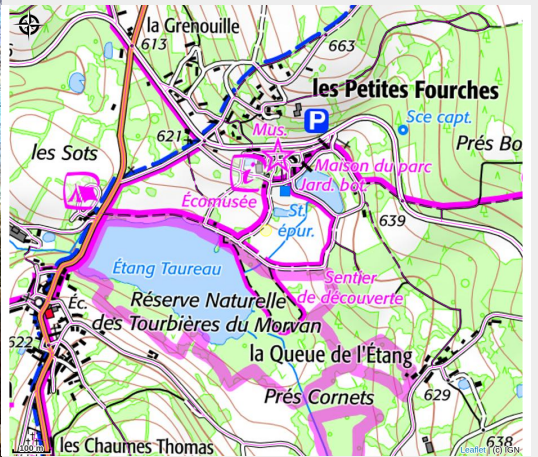 la Grenouille
613
663
les Petites Fourches
P
Sce capt.
Mus.
621
Prés Bo
les Sots
i
Maison du parc
Jard. bot.
Écomusée
St.
épur.
639
Étang Taureau
Sentier
de découverte
Réserve Naturelle
des Tourbières du Morvan
Éc.
622
la Queue de l'Étang
Prés Cornets
629
638
les Chaumes Thomas
100 m
Leaflet | (c) IGN